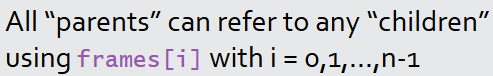 All “parents” can refer to any “children”
using frames[i] with i = 0,1,…,n-1